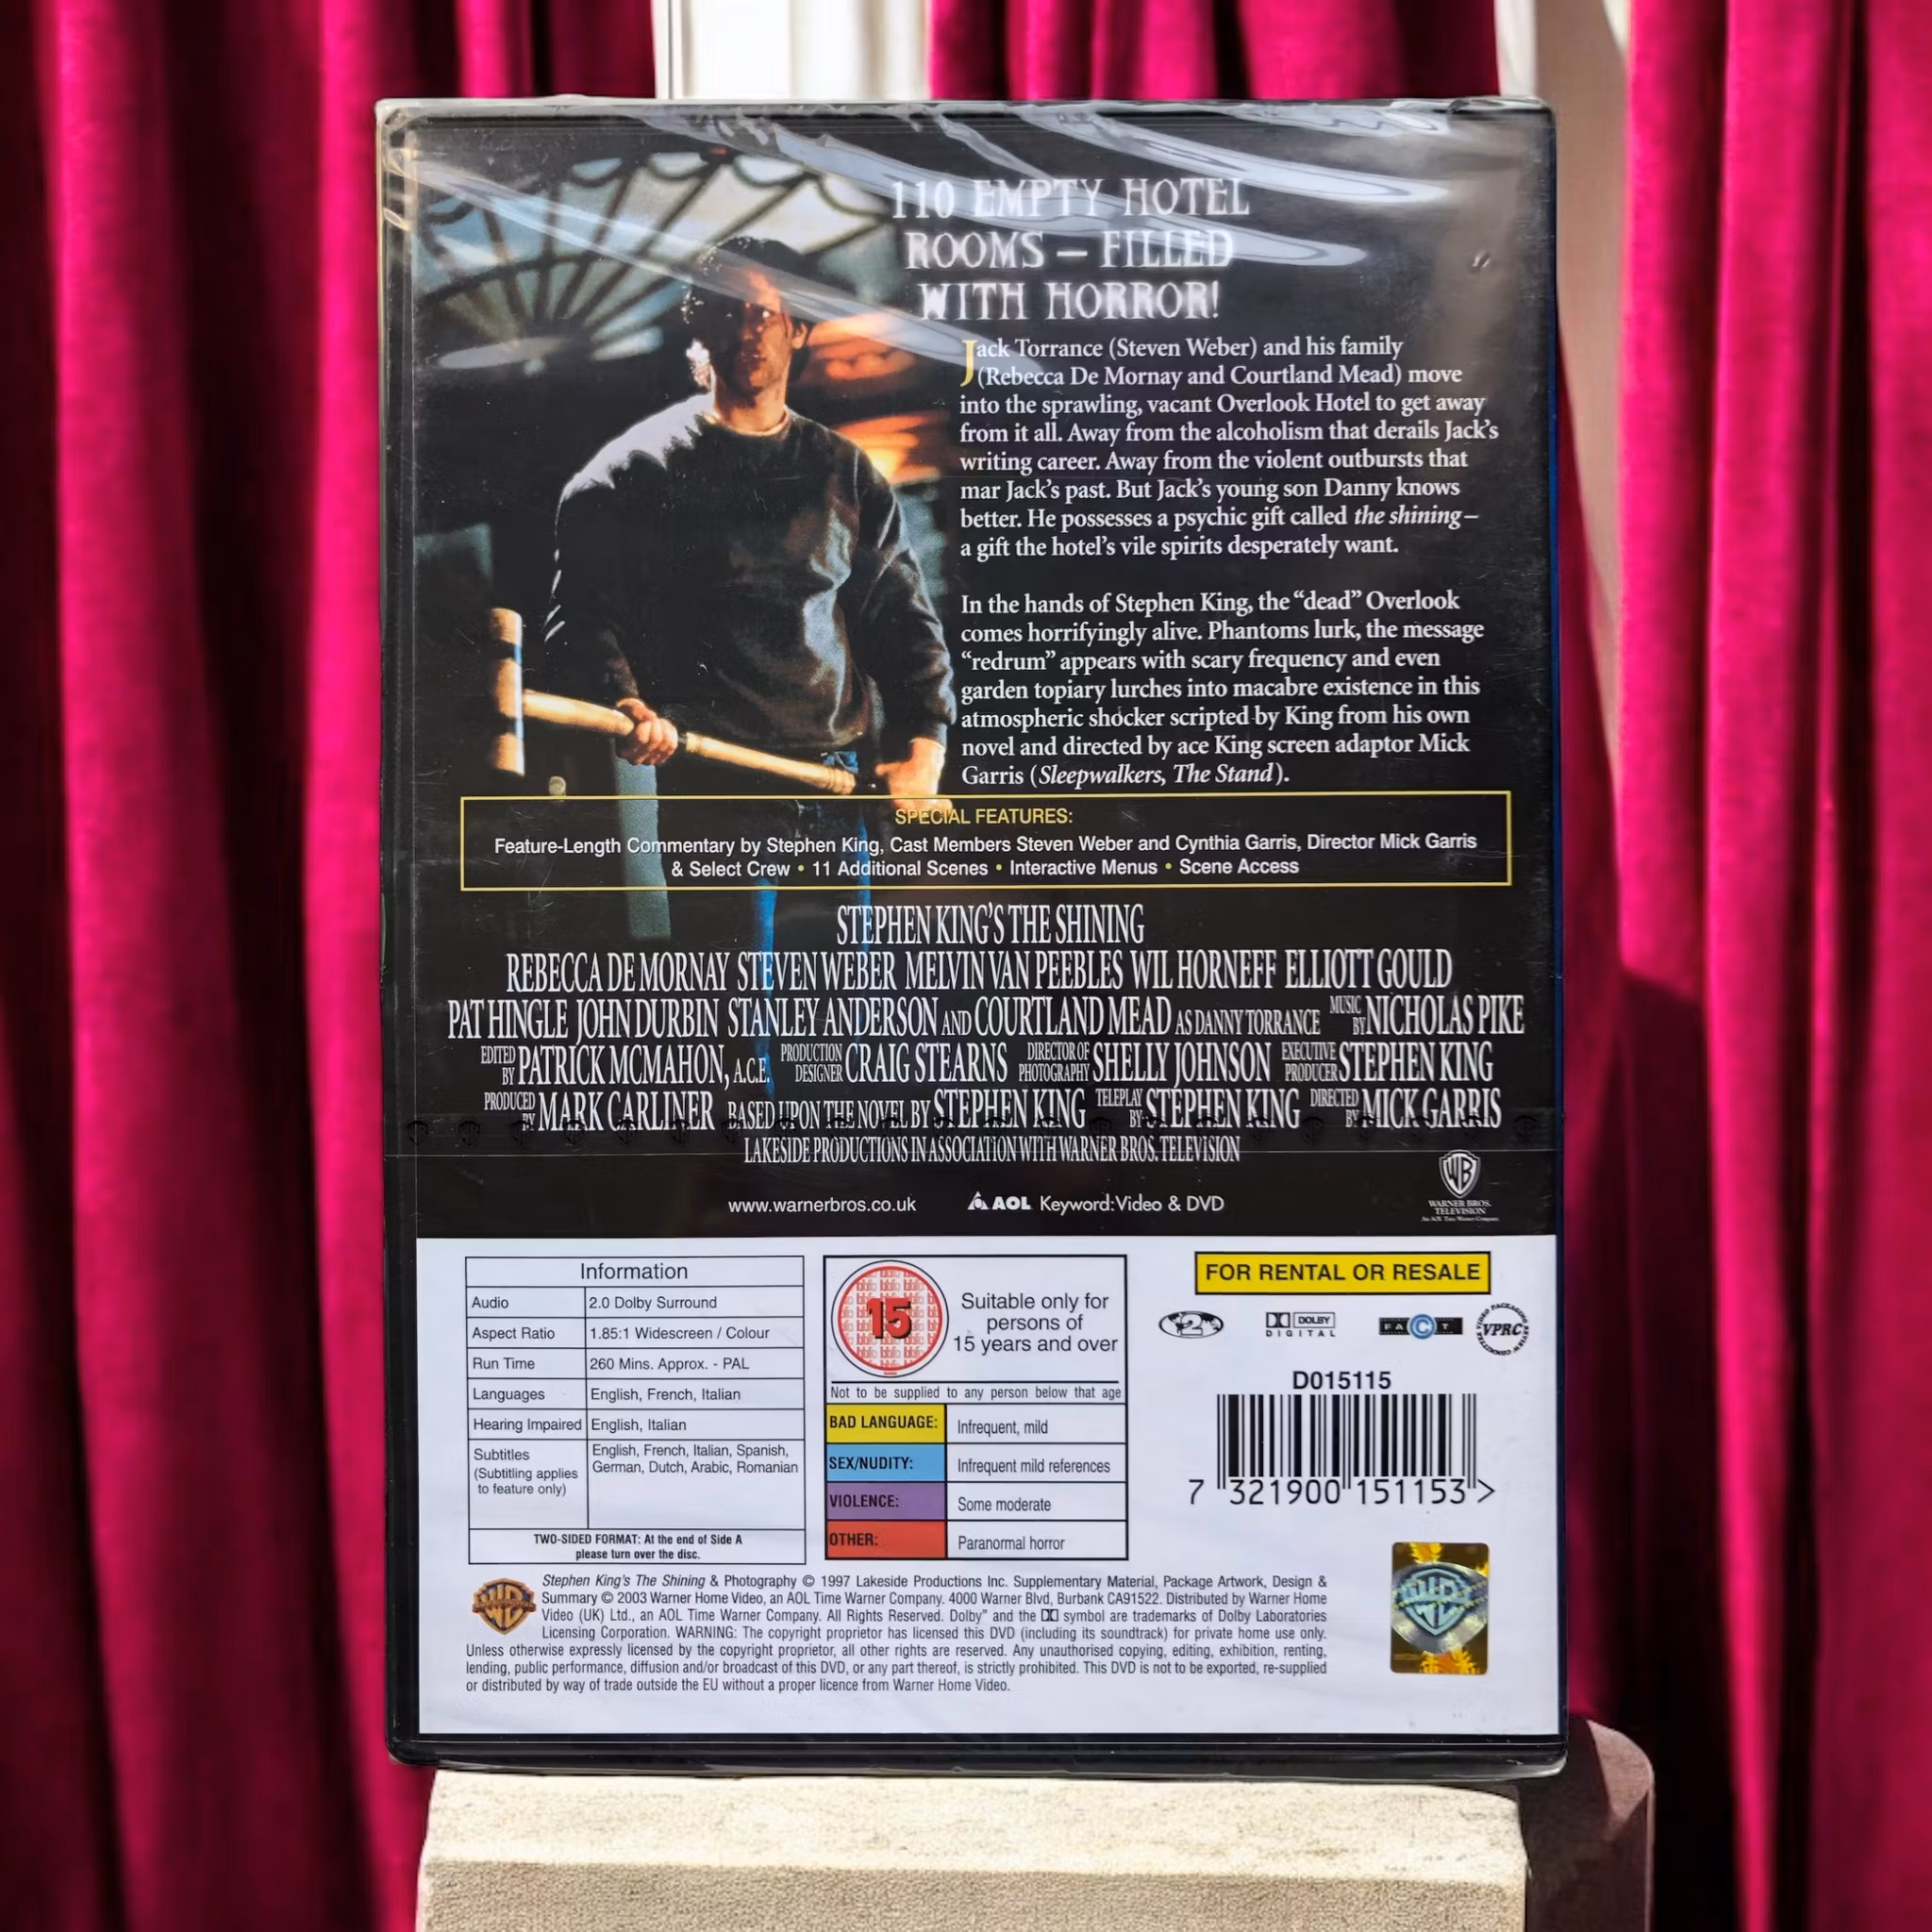 110 EMPTY HOTEL
ROOMS – FILLED
WITH HORROR!
Jack Torrance (Steven Weber) and his family
(Rebecca De Mornay and Courtland Mead) move
into the sprawling, vacant Overlook Hotel to get away
from it all. Away from the alcoholism that derails Jack's
writing career. Away from the violent outbursts that
mar Jack's past. But Jack's young son Danny knows
better. He possesses a psychic gift called the shining–
a gift the hotel's vile spirits desperately want.
In the hands of Stephen King, the “dead” Overlook
comes horrifyingly alive. Phantoms lurk, the message
“redrum” appears with scary frequency and even
garden topiary lurches into macabre existence in this
atmospheric shocker scripted by King from his own
novel and directed by ace King screen adaptor Mick
Garris (Sleepwalkers, The Stand).
SPECIAL FEATURES:
Feature-Length Commentary by Stephen King, Cast Members Steven Weber and Cynthia Garris, Director Mick Garris
& Select Crew • 11 Additional Scenes • Interactive Menus • Scene Access
STEPHEN KING'S THE SHINING
REBECCA DE MORNAY STEVEN WEBER MELVIN VAN PEEBLES WIL HORNEFF ELLIOTT GOULD
PAT HINGLE JOHN DURBIN STANLEY ANDERSON AND COURTLAND MEAD AS DANNY TORRANCE MUSIC BY NICHOLAS PIKE
EDITED BY PATRICK MCMAHON, A.C.E. PRODUCTION DESIGNER CRAIG STEARNS DIRECTOR OF PHOTOGRAPHY SHELLY JOHNSON EXECUTIVE PRODUCER STEPHEN KING
PRODUCED BY MARK CARLINER BASED UPON THE NOVEL BY STEPHEN KING TELEPLAY BY STEPHEN KING DIRECTED BY MICK GARRIS
LAKESIDE PRODUCTIONS IN ASSOCIATION WITH WARNER BROS. TELEVISION
www.warnerbros.co.uk AOL Keyword: Video & DVD
WB
WARNER BROS.
TELEVISION
An AOL Time Warner Company
Information
Audio 2.0 Dolby Surround
Aspect Ratio 1.85:1 Widescreen / Colour
Run Time 260 Mins. Approx. - PAL
Languages English, French, Italian
Hearing Impaired English, Italian
Subtitles English, French, Italian, Spanish,
(Subtitling applies German, Dutch, Arabic, Romanian
to feature only)
TWO-SIDED FORMAT: At the end of Side A
please turn over the disc.
15
Suitable only for
persons of
15 years and over
Not to be supplied to any person below that age
BAD LANGUAGE: Infrequent, mild
SEX/NUDITY: Infrequent mild references
VIOLENCE: Some moderate
OTHER: Paranormal horror
FOR RENTAL OR RESALE
2
DOLBY
DIGITAL
FACT
VIDEO PACKAGING REVIEW COMMITTEE
VPRC
D015115
7 321900 151153 >
Stephen King's The Shining & Photography © 1997 Lakeside Productions Inc. Supplementary Material, Package Artwork, Design &
Summary © 2003 Warner Home Video, an AOL Time Warner Company. 4000 Warner Blvd, Burbank CA91522. Distributed by Warner Home
Video (UK) Ltd., an AOL Time Warner Company. All Rights Reserved. Dolby” and the DD symbol are trademarks of Dolby Laboratories
Licensing Corporation. WARNING: The copyright proprietor has licensed this DVD (including its soundtrack) for private home use only.
Unless otherwise expressly licensed by the copyright proprietor, all other rights are reserved. Any unauthorised copying, editing, exhibition, renting,
lending, public performance, diffusion and/or broadcast of this DVD, or any part thereof, is strictly prohibited. This DVD is not to be exported, re-supplied
or distributed by way of trade outside the EU without a proper licence from Warner Home Video.
WB
WB